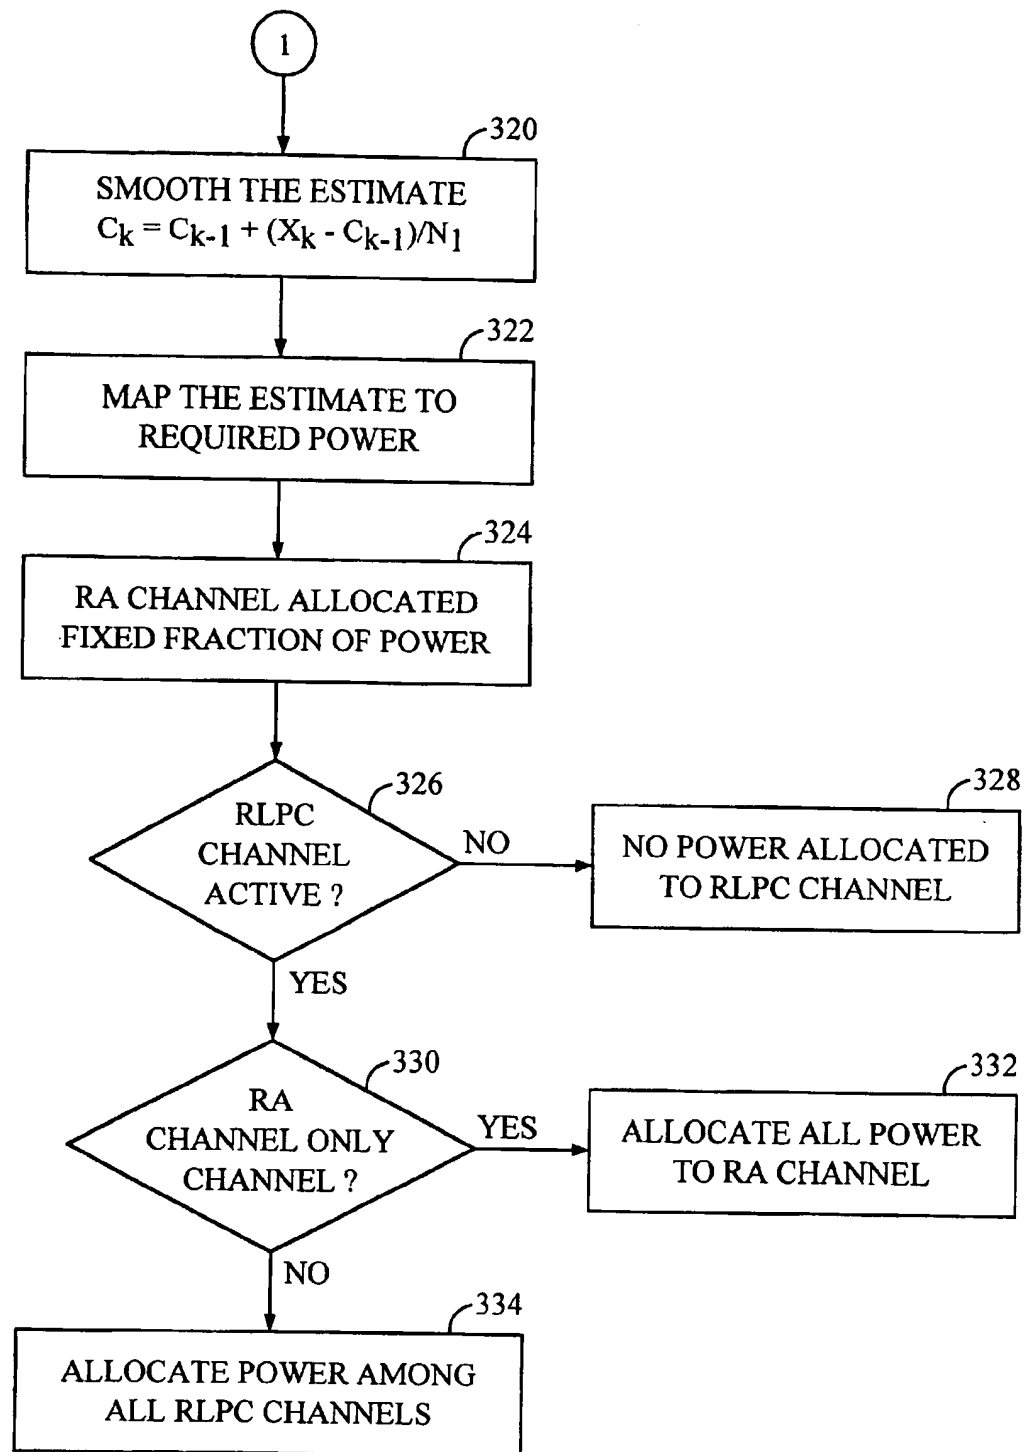 1
320
SMOOTH THE ESTIMATE
Ck = Ck-1 + (Xk - Ck-1)/N1
322
MAP THE ESTIMATE TO
REQUIRED POWER
324
RA CHANNEL ALLOCATED
FIXED FRACTION OF POWER
326
RLPC
CHANNEL
ACTIVE ?
NO
328
NO POWER ALLOCATED
TO RLPC CHANNEL
YES
330
RA
CHANNEL ONLY
CHANNEL ?
YES
332
ALLOCATE ALL POWER
TO RA CHANNEL
NO
334
ALLOCATE POWER AMONG
ALL RLPC CHANNELS